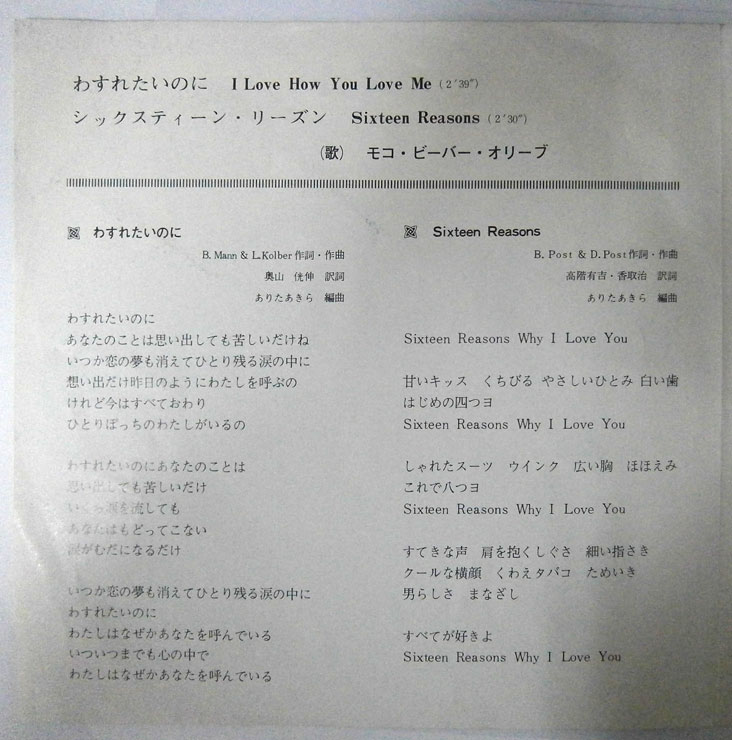 わすれたいのに I Love How You Love Me (2′39″)
シックスティーン・リーズン Sixteen Reasons (2′30″)
(歌) モコ・ビーバー・オリーブ
わすれたいのに
B. Mann & L.Kolber 作詞・作曲
奥山 侊伸 訳詞
ありたあきら 編曲
わすれたいのに
あなたのことは思い出しても苦しいだけね
いつか恋の夢も消えてひとり残る涙の中に
想い出だけ昨日のようにわたしを呼ぶの
けれど今はすべておわり
ひとりぼっちのわたしがいるの
わすれたいのにあなたのことは
思い出しても苦しいだけ
いくら涙を流しても
あなたはもどってこない
涙がむだになるだけ
いつか恋の夢も消えてひとり残る涙の中に
わすれたいのに
わたしはなぜかあなたを呼んでいる
いついつまでも心の中で
わたしはなぜかあなたを呼んでいる
Sixteen Reasons
B. Post & D. Post作詞・作曲
高階有吉・香取治 訳詞
ありたあきら 編曲
Sixteen Reasons Why I Love You
甘いキッス くちびる やさしいひとみ 白い歯
はじめの四つヨ
Sixteen Reasons Why I Love You
しゃれたスーツ ウインク 広い胸 ほほえみ
これで八つヨ
Sixteen Reasons Why I Love You
すてきな声 肩を抱くしぐさ 細い指さき
クールな横顔 くわえタバコ ためいき
男らしさ まなざし
すべてが好きよ
Sixteen Reasons Why I Love You